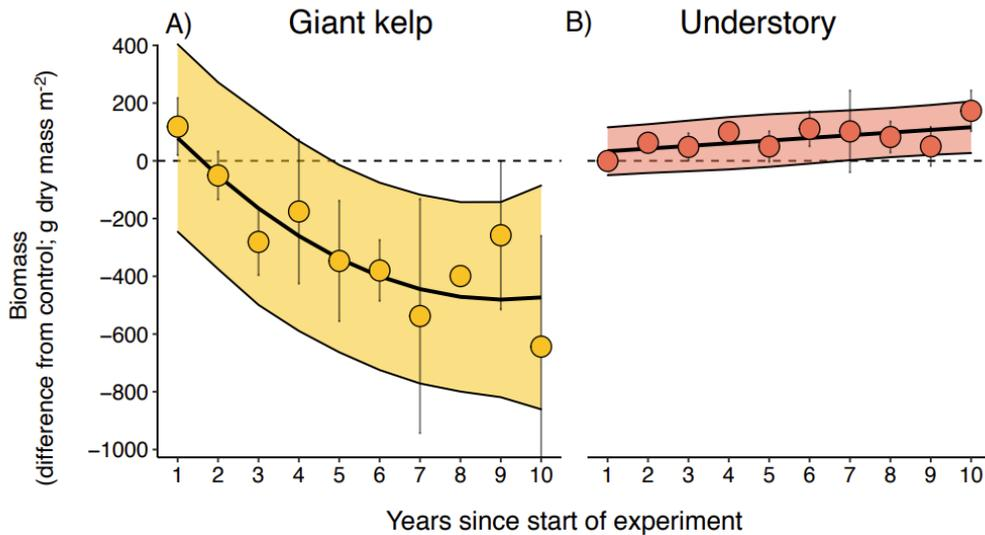 A) Giant kelp
B) Understory
Biomass
(difference from control; g dry mass m⁻²)
400
200
0
−200
−400
−600
−800
−1000
1 2 3 4 5 6 7 8 9 10
1 2 3 4 5 6 7 8 9 10
Years since start of experiment